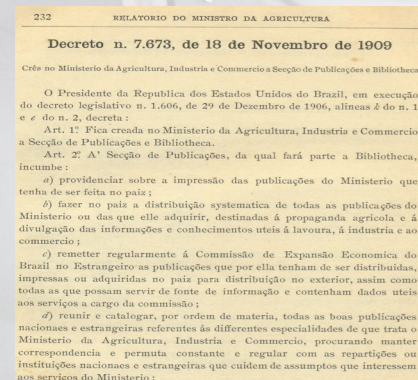 232 RELATORIO DO MINISTRO DA AGRICULTURA
Decreto n. 7.673, de 18 de Novembro de 1909
Crêa no Ministerio da Agricultura, Industria e Commercio a Secção de Publicações e Bibliotheca
O Presidente da Republica dos Estados Unidos do Brazil, em execução
do decreto legislativo n. 1.606, de 29 de Dezembro de 1906, alineas k do n. 1
e e do n. 2, decreta :
Art. 1º Fica creada no Ministerio da Agricultura, Industria e Commercio
a Secção de Publicações e Bibliotheca.
Art. 2º A' Secção de Publicações, da qual fará parte a Bibliotheca,
incumbe :
a) providenciar sobre a impressão das publicações do Ministerio que
tenha de ser feita no paiz ;
b) fazer no paiz a distribuição systematica de todas as publicações do
Ministerio ou das que elle adquirir, destinadas á propaganda agricola e á
divulgação das informações e conhecimentos uteis á lavoura, á industria e ao
commercio ;
c) remetter regularmente á Commissão de Expansão Economica do
Brazil no Estrangeiro as publicações que por ella tenham de ser distribuidas,
impressas ou adquiridas no paiz para distribuição no exterior, assim como
todas as que possam servir de fonte de informação e contenham dados uteis
aos serviços a cargo da commissão ;
d) reunir e catalogar, por ordem de materia, todas as boas publicações
nacionaes e estrangeiras referentes ás differentes especialidades de que trata o
Ministerio da Agricultura, Industria e Commercio, procurando manter
correspondencia e permuta constante e regular com as repartições ou
instituições nacionaes e estrangeiras que cuidem de assumptos que interessem
aos serviços do Ministerio ;